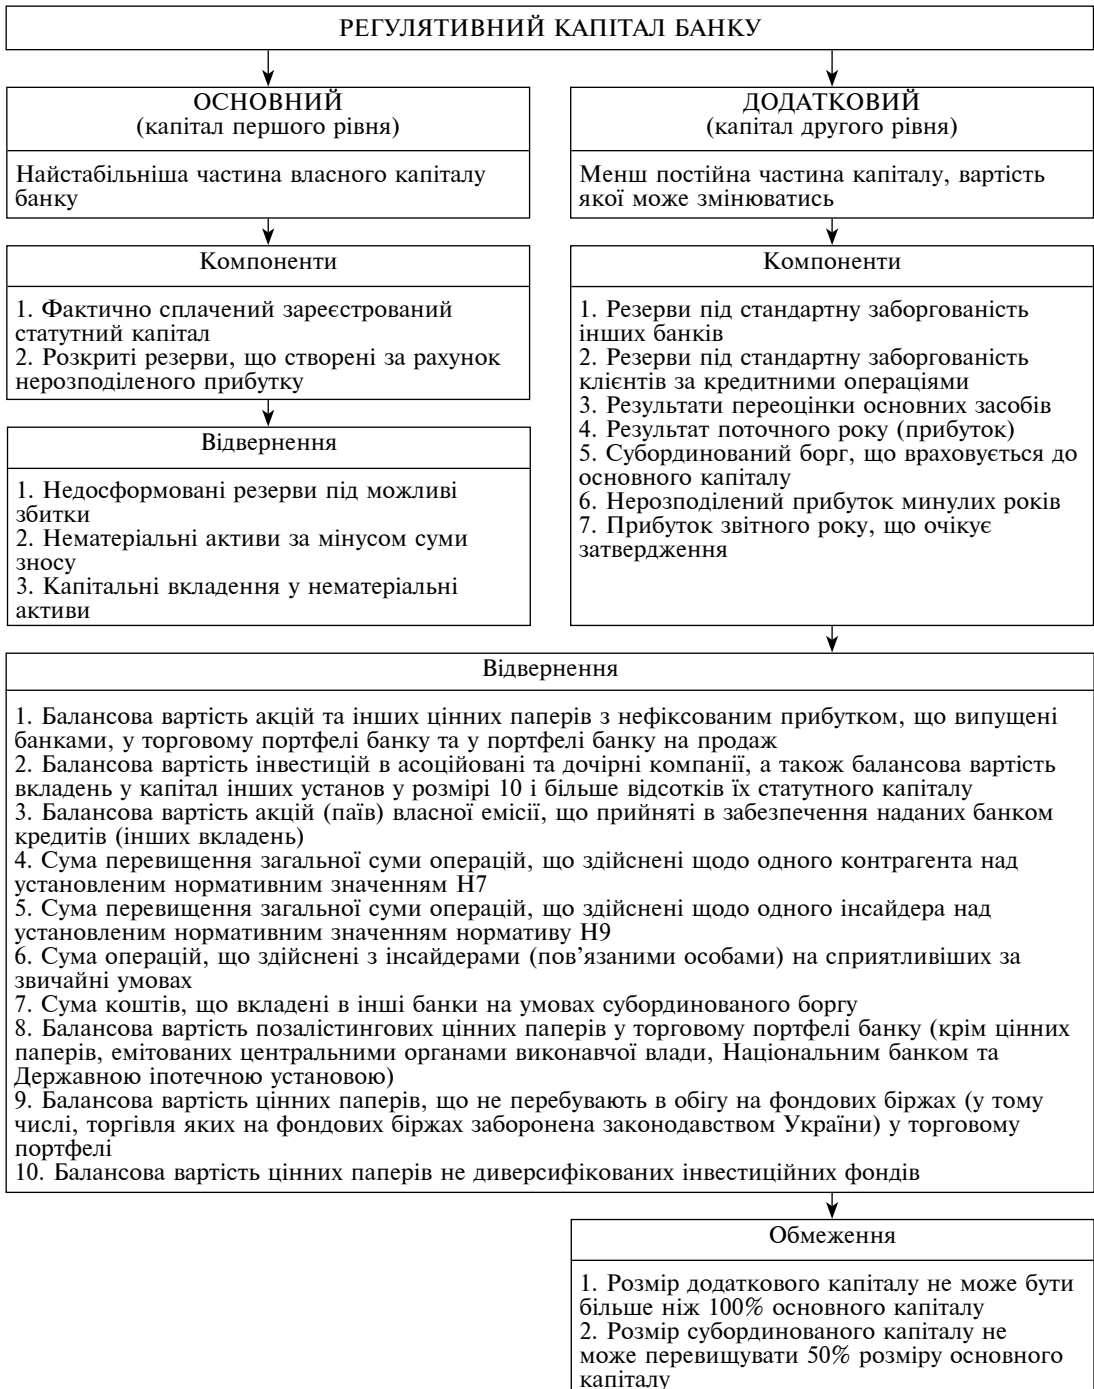 РЕГУЛЯТИВНИЙ КАПІТАЛ БАНКУ
ОСНОВНИЙ
(капітал першого рівня)
Найстабільніша частина власного капіталу
банку
Компоненти
1. Фактично сплачений зареєстрований
статутний капітал
2. Розкриті резерви, що створені за рахунок
нерозподіленого прибутку
Відвернення
1. Недосформовані резерви під можливі
збитки
2. Нематеріальні активи за мінусом суми
зносу
3. Капітальні вкладення у нематеріальні
активи
ДОДАТКОВИЙ
(капітал другого рівня)
Менш постійна частина капіталу, вартість
якої може змінюватись
Компоненти
1. Резерви під стандартну заборгованість
інших банків
2. Резерви під стандартну заборгованість
клієнтів за кредитними операціями
3. Результати переоцінки основних засобів
4. Результат поточного року (прибуток)
5. Субординований борг, що враховується до
основного капіталу
6. Нерозподілений прибуток минулих років
7. Прибуток звітного року, що очікує
затвердження
Відвернення
1. Балансова вартість акцій та інших цінних паперів з нефіксованим прибутком, що випущені
банками, у торговому портфелі банку та у портфелі банку на продаж
2. Балансова вартість інвестицій в асоційовані та дочірні компанії, а також балансова вартість
вкладень у капітал інших установ у розмірі 10 і більше відсотків їх статутного капіталу
3. Балансова вартість акцій (паїв) власної емісії, що прийняті в забезпечення наданих банком
кредитів (інших вкладень)
4. Сума перевищення загальної суми операцій, що здійснені щодо одного контрагента над
установленим нормативним значенням Н7
5. Сума перевищення загальної суми операцій, що здійснені щодо одного інсайдера над
установленим нормативним значенням нормативу Н9
6. Сума операцій, що здійснені з інсайдерами (пов’язаними особами) на сприятливіших за
звичайні умовах
7. Сума коштів, що вкладені в інші банки на умовах субординованого боргу
8. Балансова вартість позалістингових цінних паперів у торговому портфелі банку (крім цінних
паперів, емітованих центральними органами виконавчої влади, Національним банком та
Державною іпотечною установою)
9. Балансова вартість цінних паперів, що не перебувають в обігу на фондових біржах (у тому
числі, торгівля яких на фондових біржах заборонена законодавством України) у торговому
портфелі
10. Балансова вартість цінних паперів не диверсифікованих інвестиційних фондів
Обмеження
1. Розмір додаткового капіталу не може бути
більше ніж 100% основного капіталу
2. Розмір субординованого капіталу не
може перевищувати 50% розміру основного
капіталу